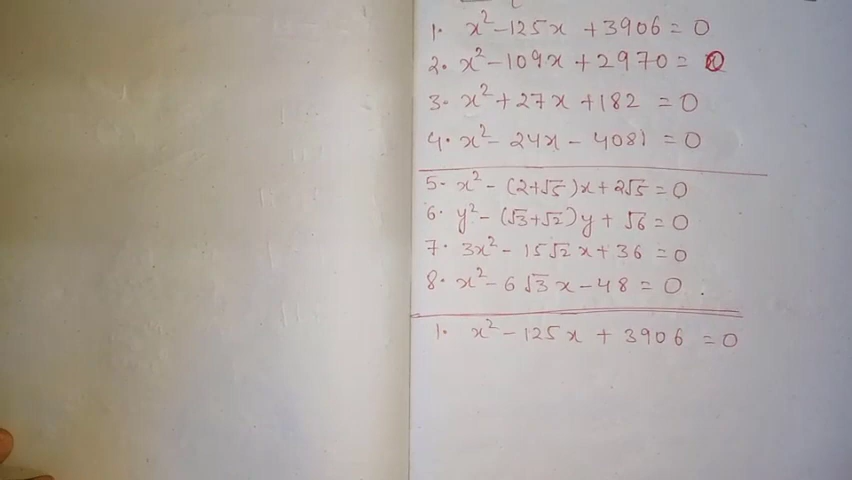 1. x² - 125x + 3906 = 0
2. x² - 109x + 2970 = 0
3. x² + 27x + 182 = 0
4. x² - 24x - 4081 = 0
5. x² - (2+√5)x + 2√5 = 0
6. y² - (√3+√2)y + √6 = 0
7. 3x² - 15√2x + 36 = 0
8. x² - 6√3x - 48 = 0.
1. x² - 125x + 3906 = 0